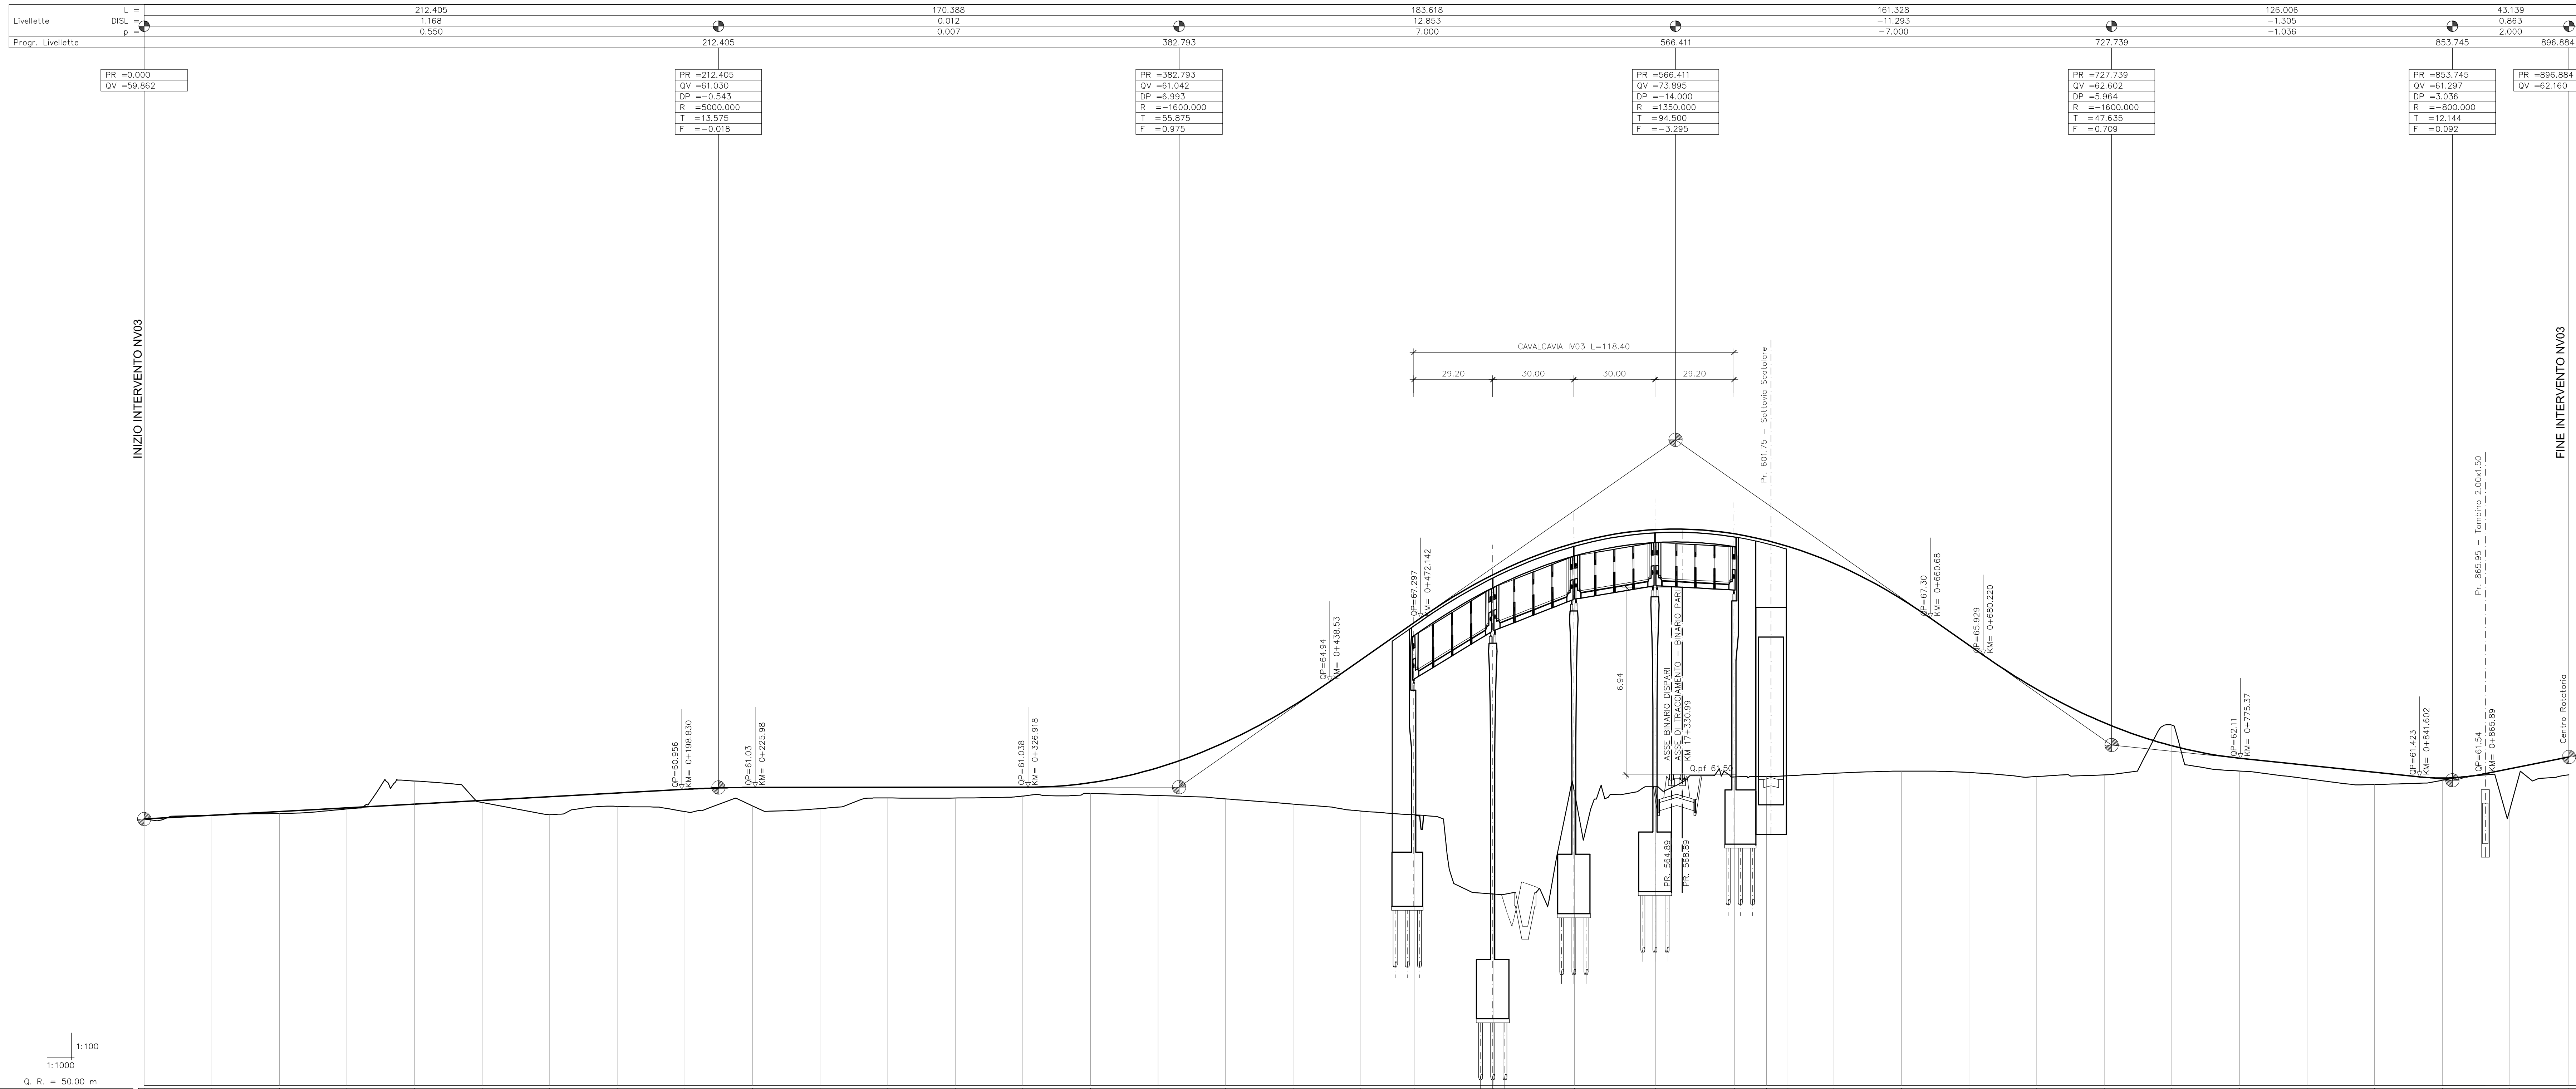 L = 212.405 170.388 183.618 161.328 126.006 43.139
Livellette DISL = 1.168 0.012 12.853 -11.293 -1.305 0.863
p = 0.550 0.007 7.000 -7.000 -1.036 2.000
Progr. Livellette 212.405 382.793 566.411 727.739 853.745 896.884
PR =0.000
QV =59.862
PR =212.405
QV =61.030
DP =-0.543
R =5000.000
T =13.575
F =-0.018
PR =382.793
QV =61.042
DP =6.993
R =-1600.000
T =55.875
F =0.975
PR =566.411
QV =73.895
DP =-14.000
R =1350.000
T =94.500
F =-3.295
PR =727.739
QV =62.602
DP =5.964
R =-1600.000
T =47.635
F =0.709
PR =853.745
QV =61.297
DP =3.036
R =-800.000
T =12.144
F =0.092
PR =896.884
QV =62.160
INIZIO INTERVENTO NV03
FINE INTERVENTO NV03
CAVALCAVIA IV03 L=118.40
29.20 30.00 30.00 29.20
Pr. 601.75 - Sottovia Scatolare
Pr. 865.95 - Tombino 2.00x1.50
QP=60.956
KM= 0+198.830
QP=61.03
KM= 0+225.98
QP=61.038
KM= 0+326.918
QP=64.94
KM= 0+438.53
QP=67.297
KM= 0+472.142
6.94
ASSE BINARIO DISPARI
ASSE DI TRACCIAMENTO - BINARIO PARI
KM 17+330.99
Q.pf 61.50
PR. 564.89
PR. 568.89
QP=67.30
KM= 0+660.68
QP=65.929
KM= 0+680.220
QP=62.11
KM= 0+775.37
QP=61.423
KM= 0+841.602
QP=61.54
KM= 0+865.89
Centro Rotatoria
1:100
1:1000
Q. R. = 50.00 m